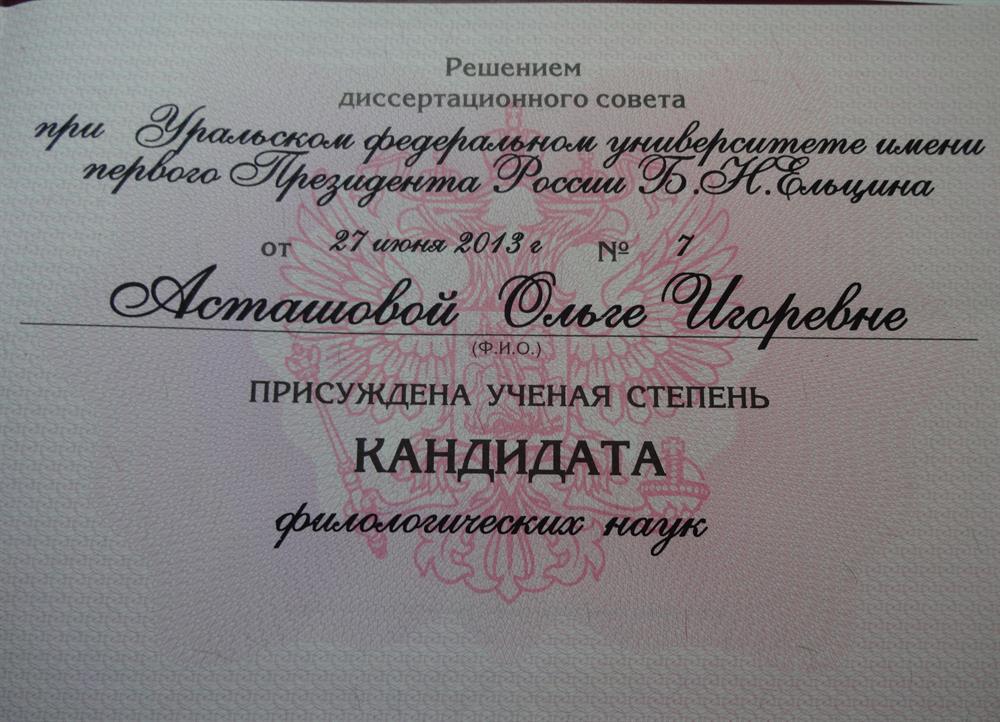 Решением
диссертационного совета
при Уральском федеральном университете имени
первого Президента России Б.Н.Ельцина
от 27 июня 2013 г № 7
Асташовой Ольге Игоревне
(Ф.И.О.)
ПРИСУЖДЕНА УЧЕНАЯ СТЕПЕНЬ
КАНДИДАТА
филологических наук